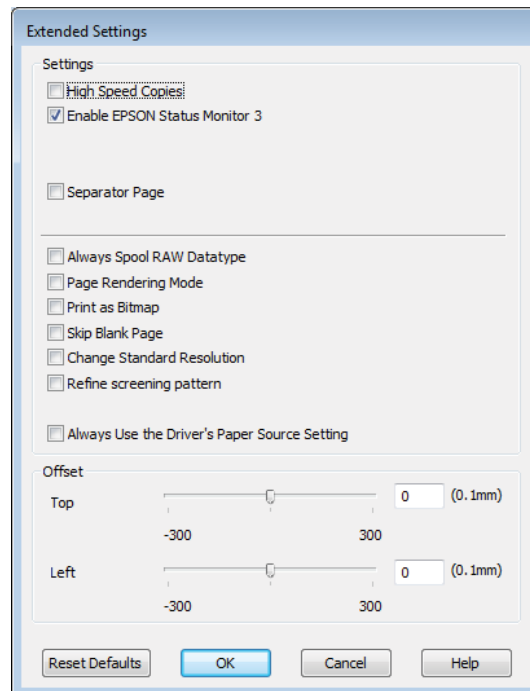 Extended Settings
Settings
High Speed Copies
Enable EPSON Status Monitor 3
Separator Page
Always Spool RAW Datatype
Page Rendering Mode
Print as Bitmap
Skip Blank Page
Change Standard Resolution
Refine screening pattern
Always Use the Driver's Paper Source Setting
Offset
Top 0 (0.1mm)
-300 300
Left 0 (0.1mm)
-300 300
Reset Defaults OK Cancel Help